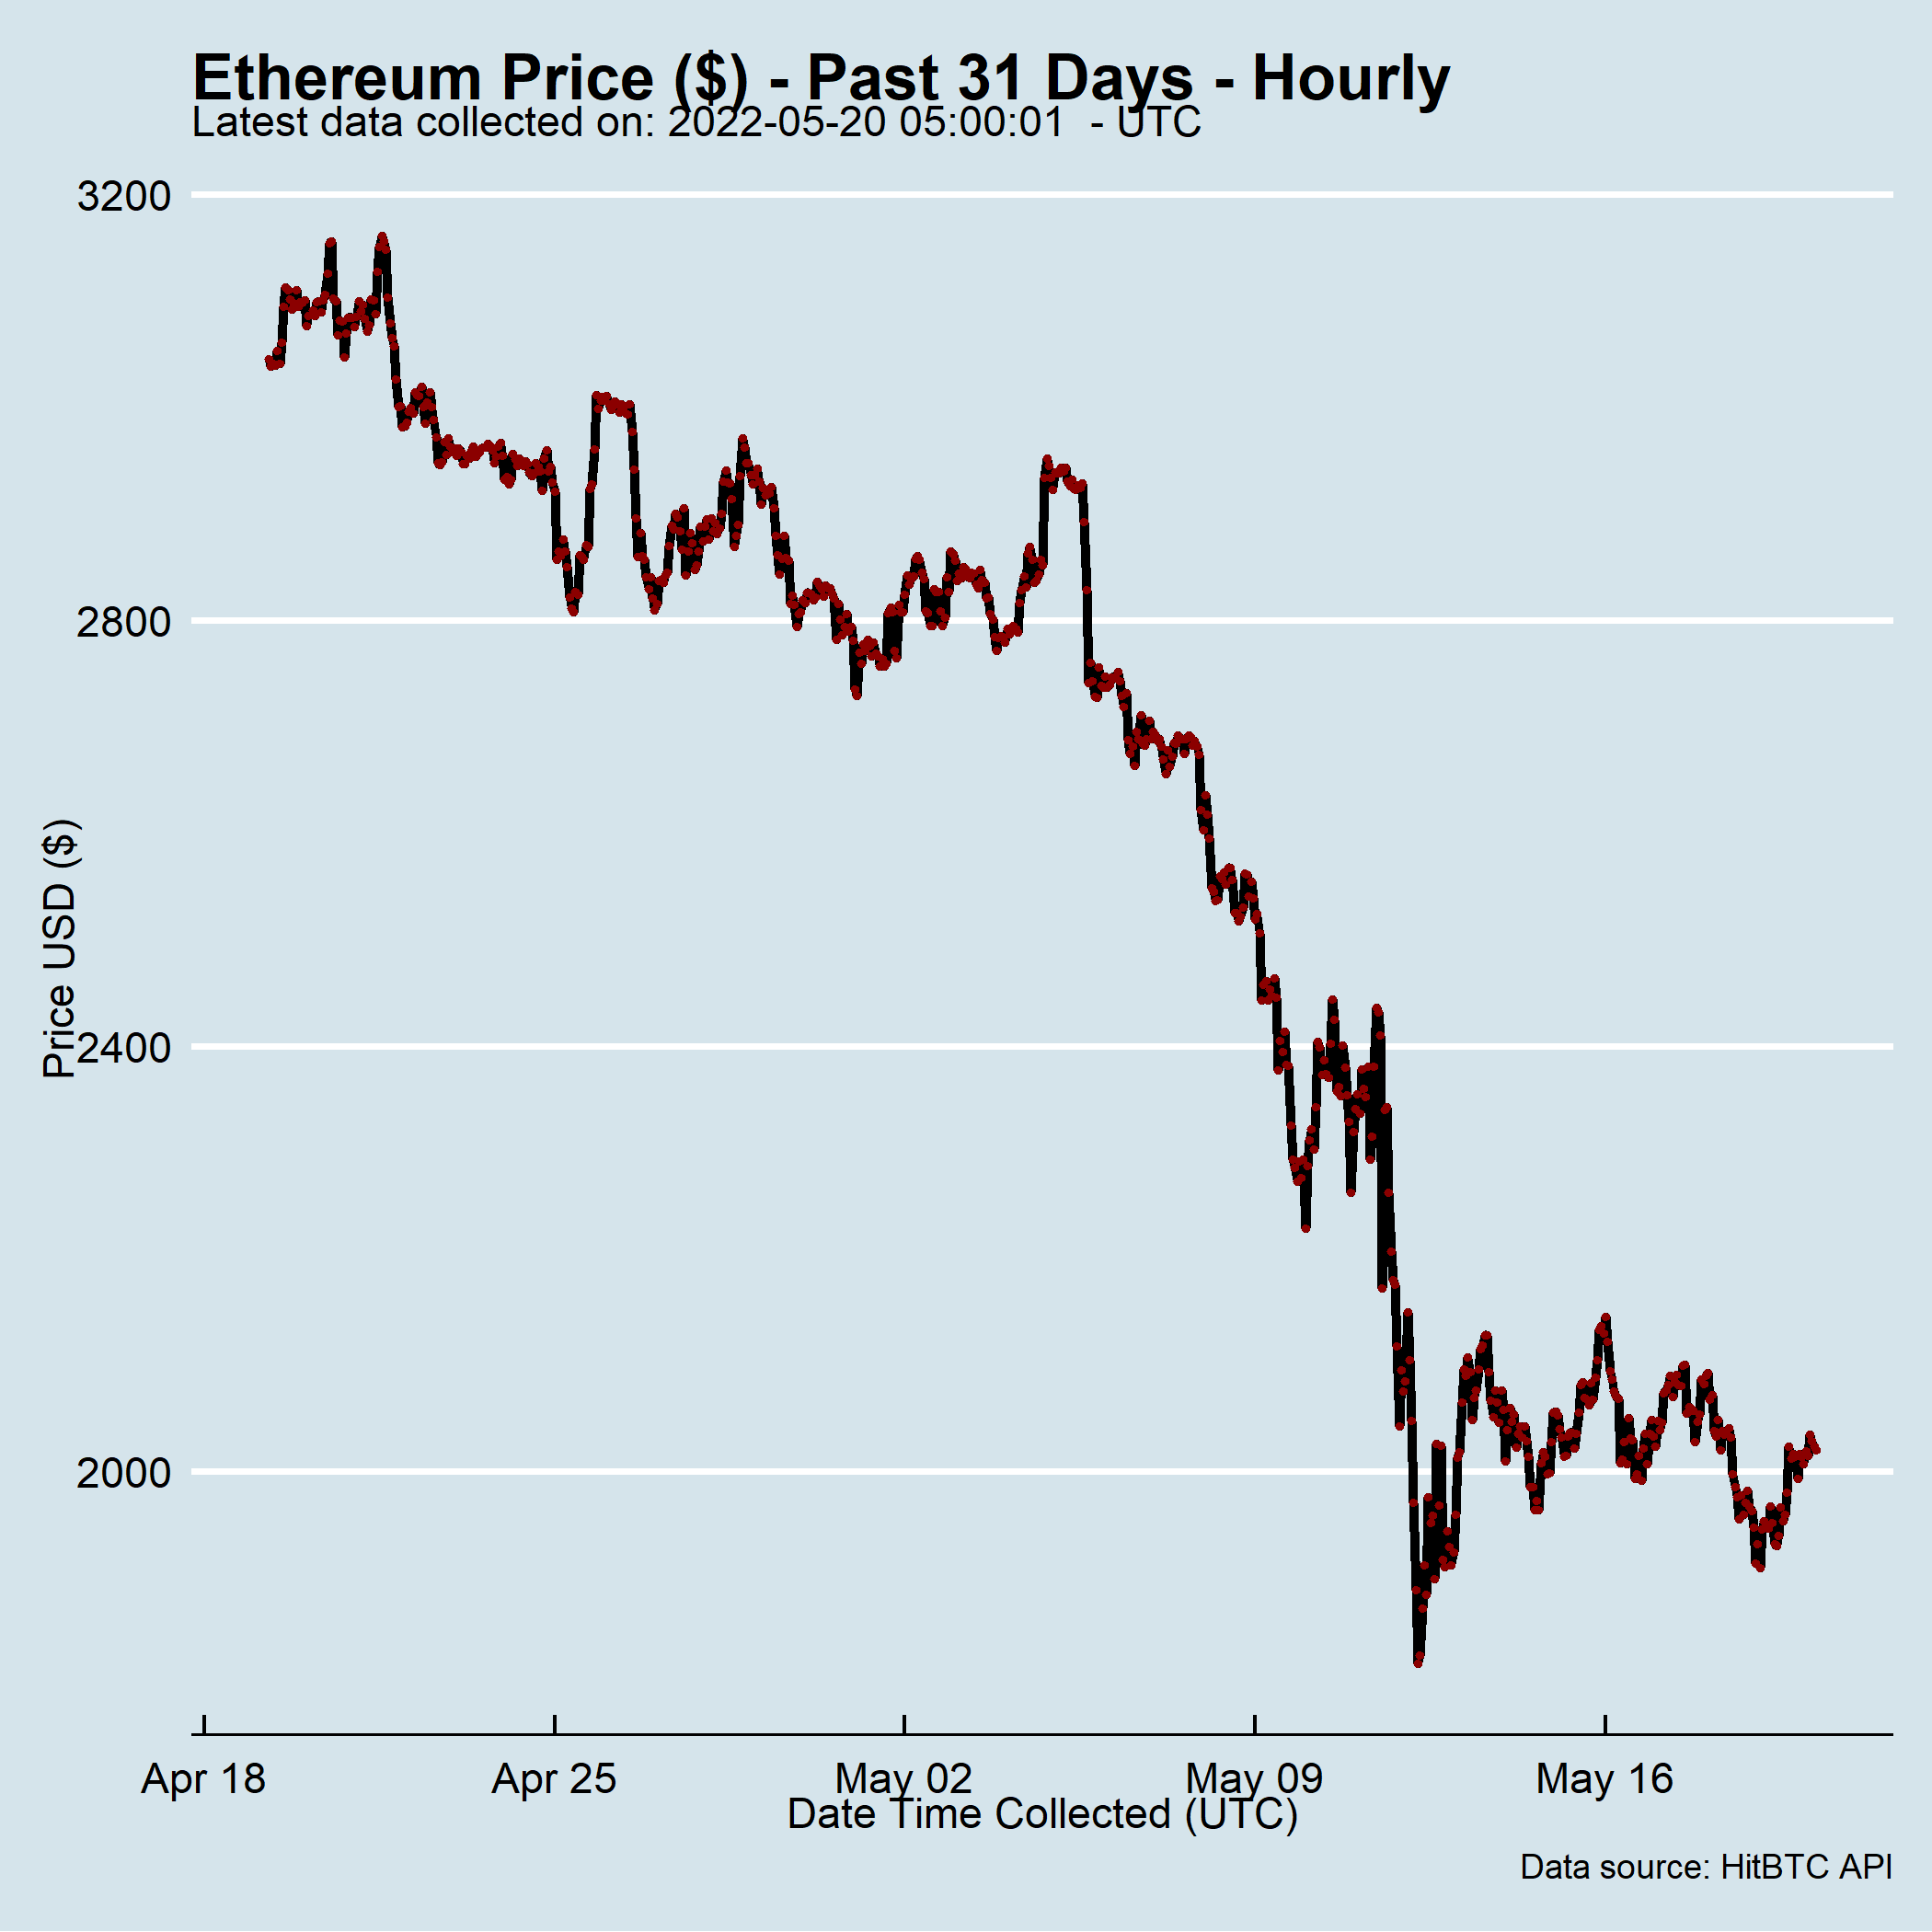 Ethereum Price ($) - Past 31 Days - Hourly
Latest data collected on: 2022-05-20 05:00:01  - UTC
3200
2800
2400
2000
Price USD ($)
Apr 18
Apr 25
May 02
May 09
May 16
Date Time Collected (UTC)
Data source: HitBTC API